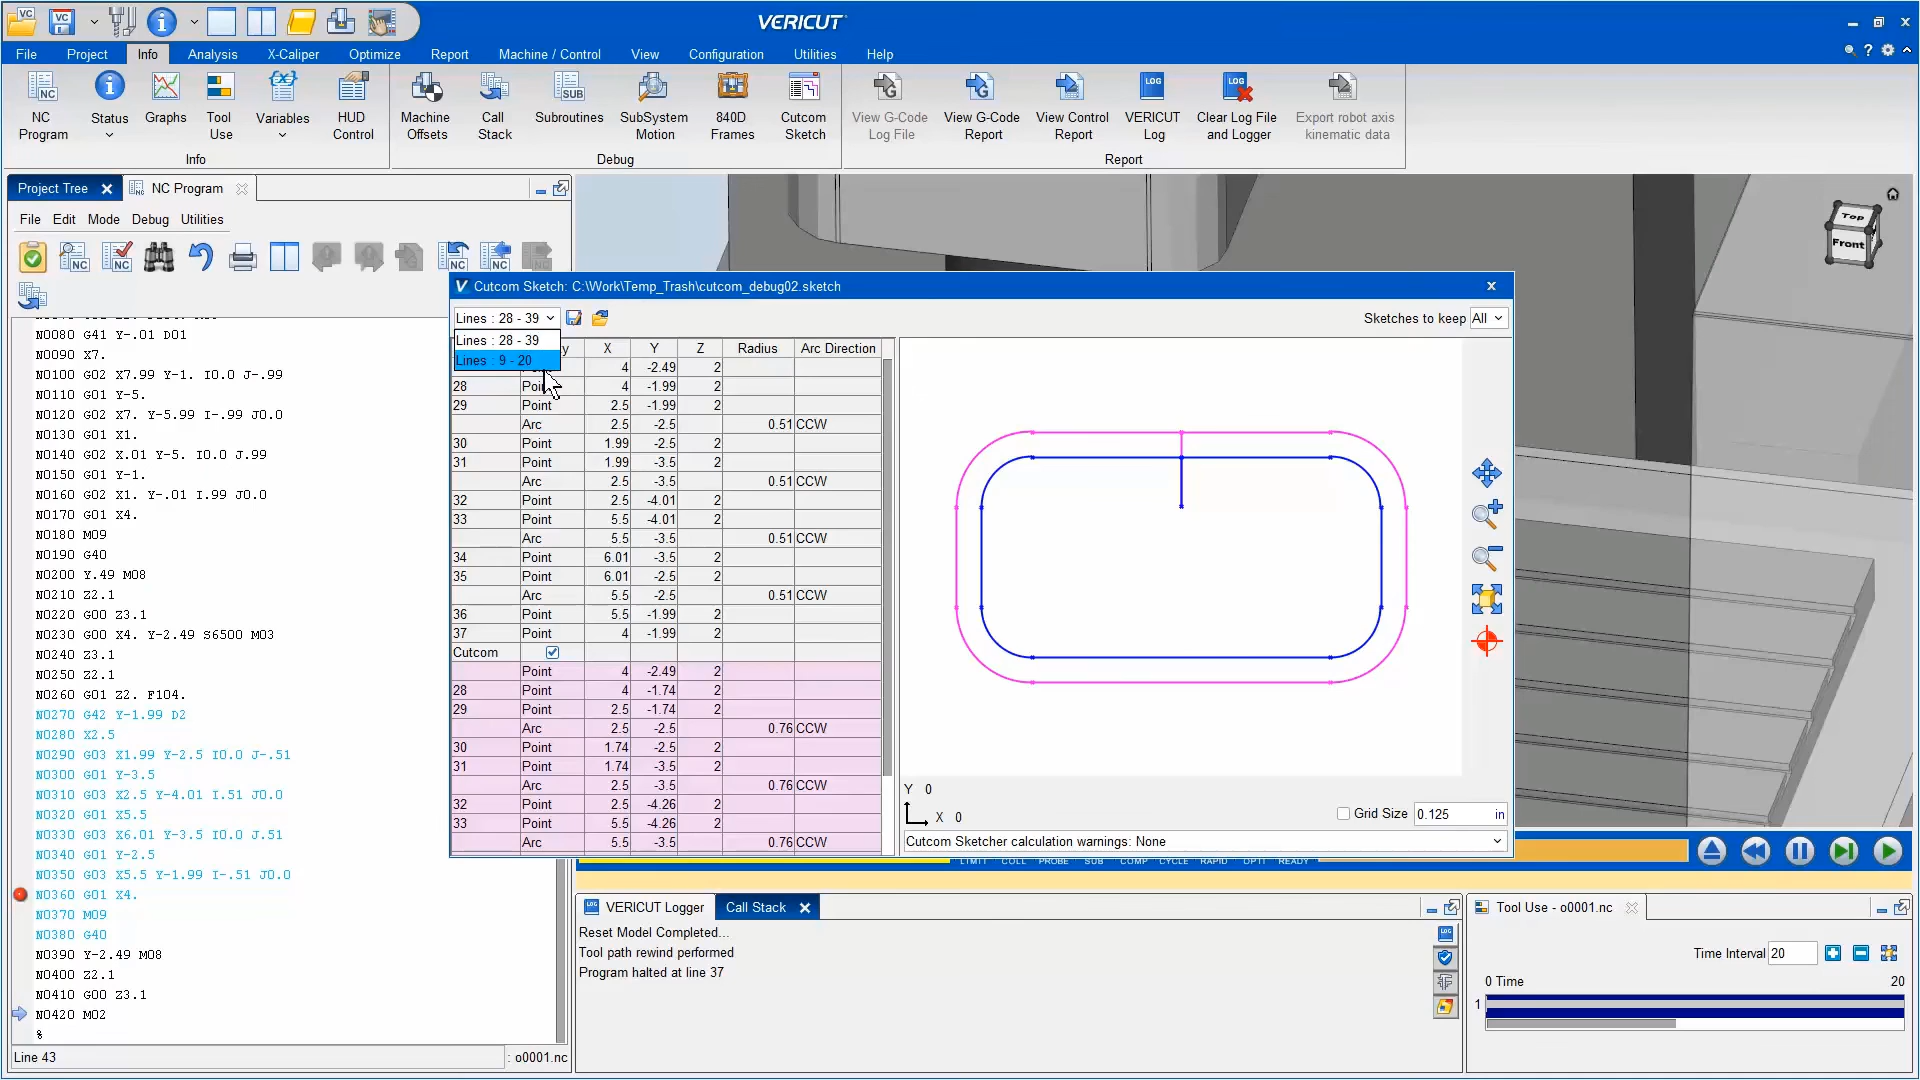 VERICUT
File Project Info Analysis X-Caliper Optimize Report Machine / Control View Configuration Utilities Help
NC Program
Status
Graphs
Tool Use
Variables
HUD Control
Machine Offsets
Call Stack
Subroutines
SubSystem Motion
840D Frames
Cutcom Sketch
View G-Code Log File
View G-Code Report
View Control Report
VERICUT Log
Clear Log File and Logger
Export robot axis kinematic data
Info Debug Report
Project Tree NC Program
File Edit Mode Debug Utilities
N0080 G41 Y-.01 D01
N0090 X7.
N0100 G02 X7.99 Y-1. I0.0 J-.99
N0110 G01 Y-5.
N0120 G02 X7. Y-5.99 I-.99 J0.0
N0130 G01 X1.
N0140 G02 X.01 Y-5. I0.0 J.99
N0150 G01 Y-1.
N0160 G02 X1. Y-.01 I.99 J0.0
N0170 G01 X4.
N0180 M09
N0190 G40
N0200 Y.49 M08
N0210 Z2.1
N0220 G00 Z3.1
N0230 G00 X4. Y-2.49 S6500 M03
N0240 Z3.1
N0250 Z2.1
N0260 G01 Z2. F104.
N0270 G42 Y-1.99 D2
N0280 X2.5
N0290 G03 X1.99 Y-2.5 I0.0 J-.51
N0300 G01 Y-3.5
N0310 G03 X2.5 Y-4.01 I.51 J0.0
N0320 G01 X5.5
N0330 G03 X6.01 Y-3.5 I0.0 J.51
N0340 G01 Y-2.5
N0350 G03 X5.5 Y-1.99 I-.51 J0.0
N0360 G01 X4.
N0370 M09
N0380 G40
N0390 Y-2.49 M08
N0400 Z2.1
N0410 G00 Z3.1
N0420 M02
%
Line 43 : o0001.nc
Cutcom Sketch: C:\Work\Temp_Trash\cutcom_debug02.sketch
Lines : 28 - 39 Sketches to keep All
Lines : 28 - 39
Lines : 9 - 20
X Y Z Radius Arc Direction
4 -2.49 2
28 Poi 4 -1.99 2
29 Point 2.5 -1.99 2
Arc 2.5 -2.5 0.51 CCW
30 Point 1.99 -2.5 2
31 Point 1.99 -3.5 2
Arc 2.5 -3.5 0.51 CCW
32 Point 2.5 -4.01 2
33 Point 5.5 -4.01 2
Arc 5.5 -3.5 0.51 CCW
34 Point 6.01 -3.5 2
35 Point 6.01 -2.5 2
Arc 5.5 -2.5 0.51 CCW
36 Point 5.5 -1.99 2
37 Point 4 -1.99 2
Cutcom
Point 4 -2.49 2
28 Point 4 -1.74 2
29 Point 2.5 -1.74 2
Arc 2.5 -2.5 0.76 CCW
30 Point 1.74 -2.5 2
31 Point 1.74 -3.5 2
Arc 2.5 -3.5 0.76 CCW
32 Point 2.5 -4.26 2
33 Point 5.5 -4.26 2
Arc 5.5 -3.5 0.76 CCW
Y 0
X 0
Grid Size 0.125 in
Cutcom Sketcher calculation warnings: None
Top
Front
LIMIT COLL PROBE SUB COMP CYCLE RAPID OPTI READY
VERICUT Logger Call Stack
Reset Model Completed...
Tool path rewind performed
Program halted at line 37
Tool Use - o0001.nc
Time Interval 20
0 Time 20
1